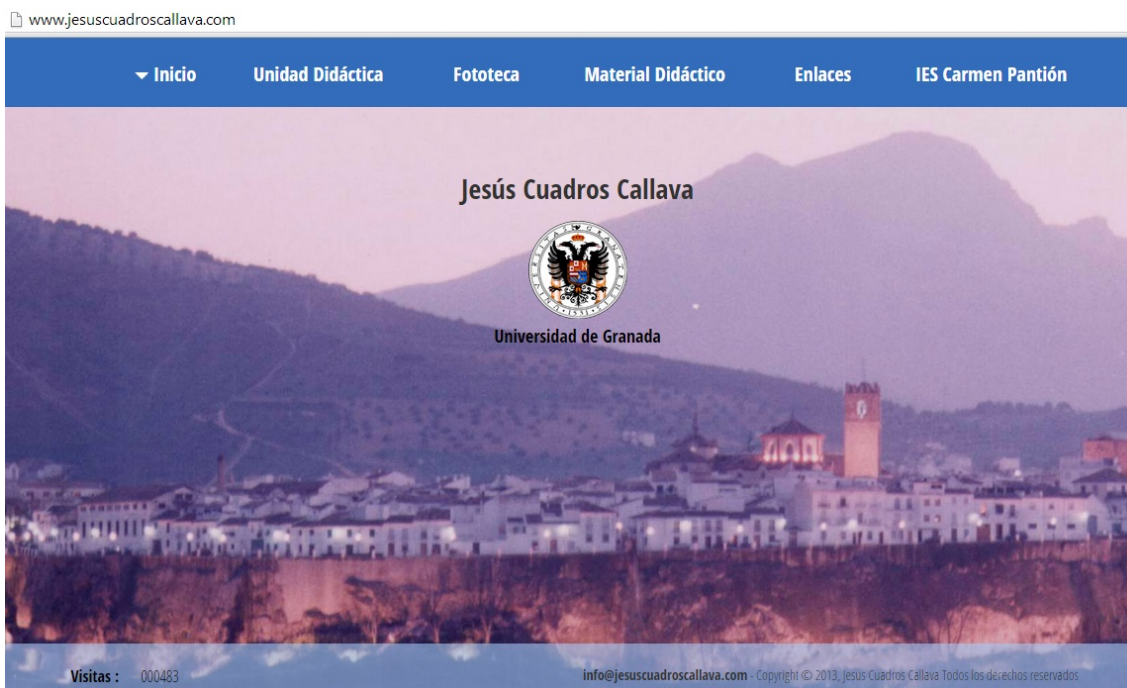 www.jesuscuadroscallava.com
Inicio Unidad Didáctica Fototeca Material Didáctico Enlaces IES Carmen Pantión
Jesús Cuadros Callava
1531
Universidad de Granada
Visitas : 000483 info@jesuscuadroscallava.com - Copyright © 2013, Jesus Cuadros Callava Todos los derechos reservados